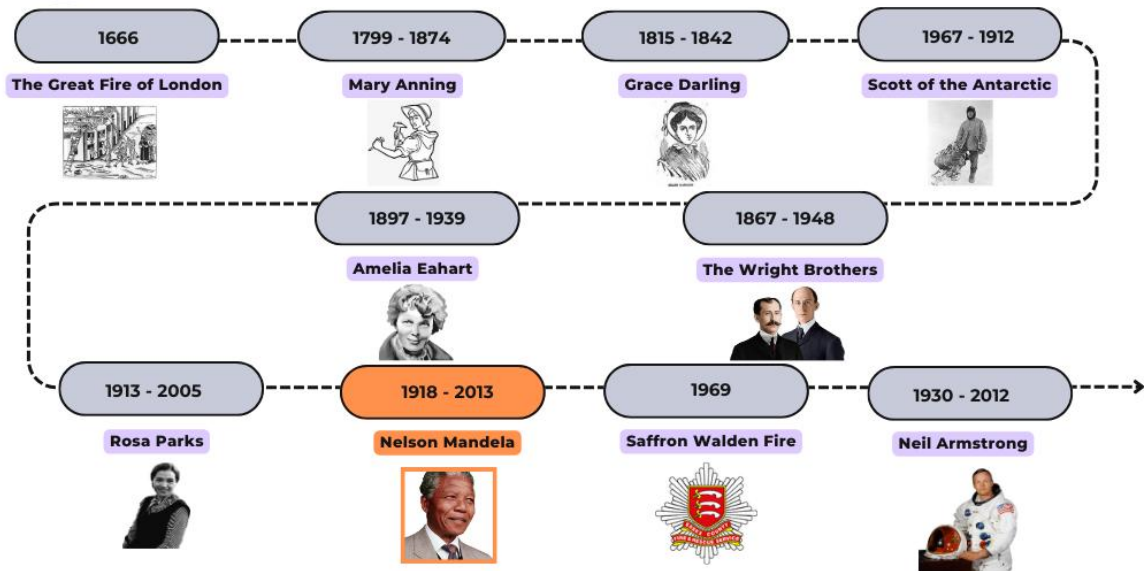 1666
1799 - 1874
1815 - 1842
1967 - 1912
The Great Fire of London
Mary Anning
Grace Darling
Scott of the Antarctic
1897 - 1939
1867 - 1948
Amelia Eahart
The Wright Brothers
1913 - 2005
1918 - 2013
1969
1930 - 2012
Rosa Parks
Nelson Mandela
Saffron Walden Fire
Neil Armstrong